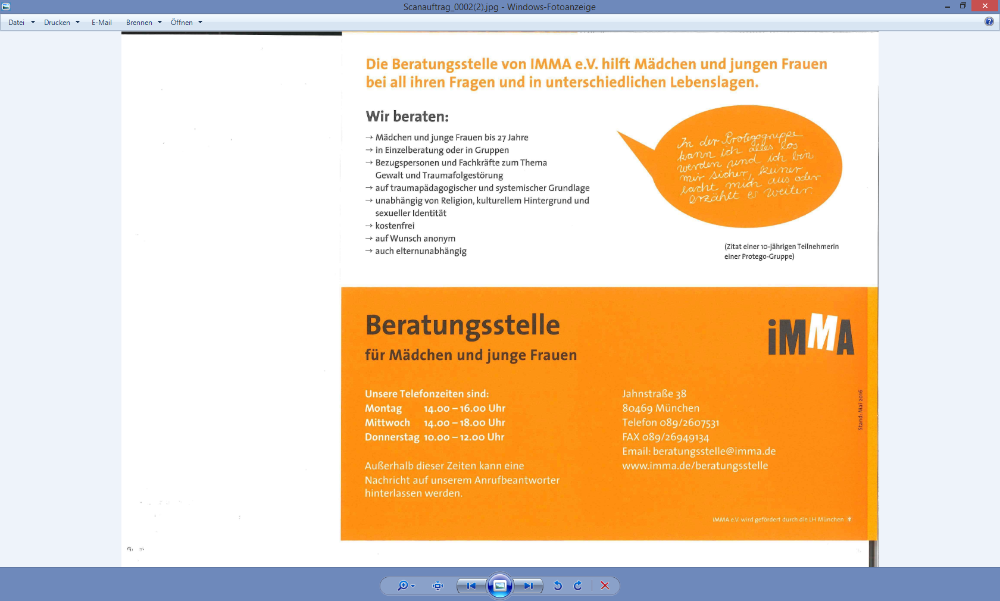 Scanauftrag_0002(2).jpg - Windows-Fotoanzeige
Datei Drucken E-Mail Brennen Öffnen
Die Beratungsstelle von IMMA e.V. hilft Mädchen und jungen Frauen
bei all ihren Fragen und in unterschiedlichen Lebenslagen.
Wir beraten:
→ Mädchen und junge Frauen bis 27 Jahre
→ in Einzelberatung oder in Gruppen
→ Bezugspersonen und Fachkräfte zum Thema
Gewalt und Traumafolgestörung
→ auf traumapädagogischer und systemischer Grundlage
→ unabhängig von Religion, kulturellem Hintergrund und
sexueller Identität
→ kostenfrei
→ auf Wunsch anonym
→ auch elternunabhängig
In der Protegogruppe
kann ich alles los
werden und ich bin
mir sicher, keiner
lacht mich aus oder
erzählt es weiter.
(Zitat einer 10-jährigen Teilnehmerin
einer Protego-Gruppe)
Beratungsstelle
für Mädchen und junge Frauen
iMMA
Unsere Telefonzeiten sind:
Montag 14.00 – 16.00 Uhr
Mittwoch 14.00 – 18.00 Uhr
Donnerstag 10.00 – 12.00 Uhr
Außerhalb dieser Zeiten kann eine
Nachricht auf unserem Anrufbeantworter
hinterlassen werden.
Jahnstraße 38
80469 München
Telefon 089/2607531
FAX 089/26949134
Email: beratungsstelle@imma.de
www.imma.de/beratungsstelle
Stand: Mai 2016
IMMA e.V. wird gefördert durch die LH München